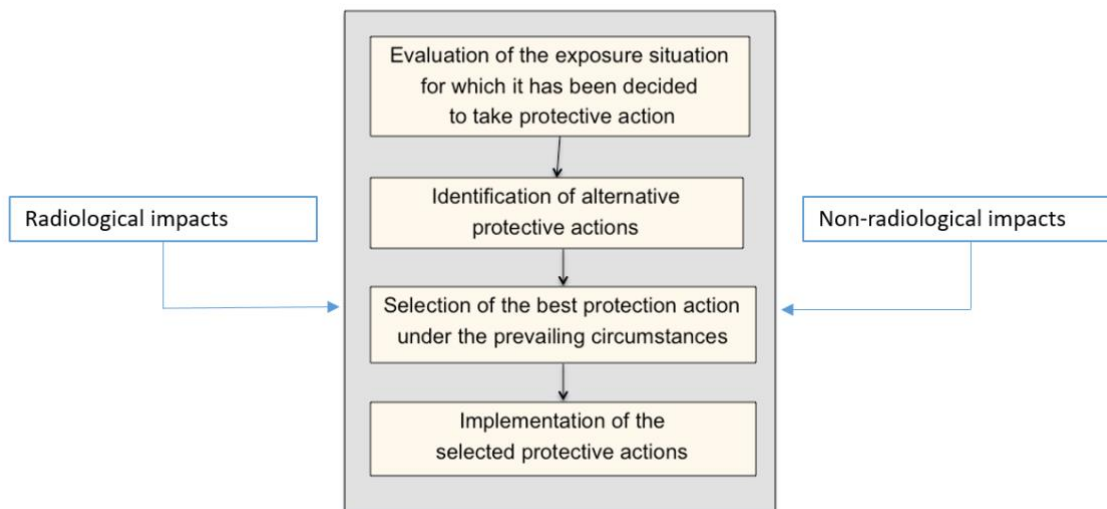 Evaluation of the exposure situation
for which it has been decided
to take protective action
Identification of alternative
protective actions
Radiological impacts
Non-radiological impacts
Selection of the best protection action
under the prevailing circumstances
Implementation of the
selected protective actions